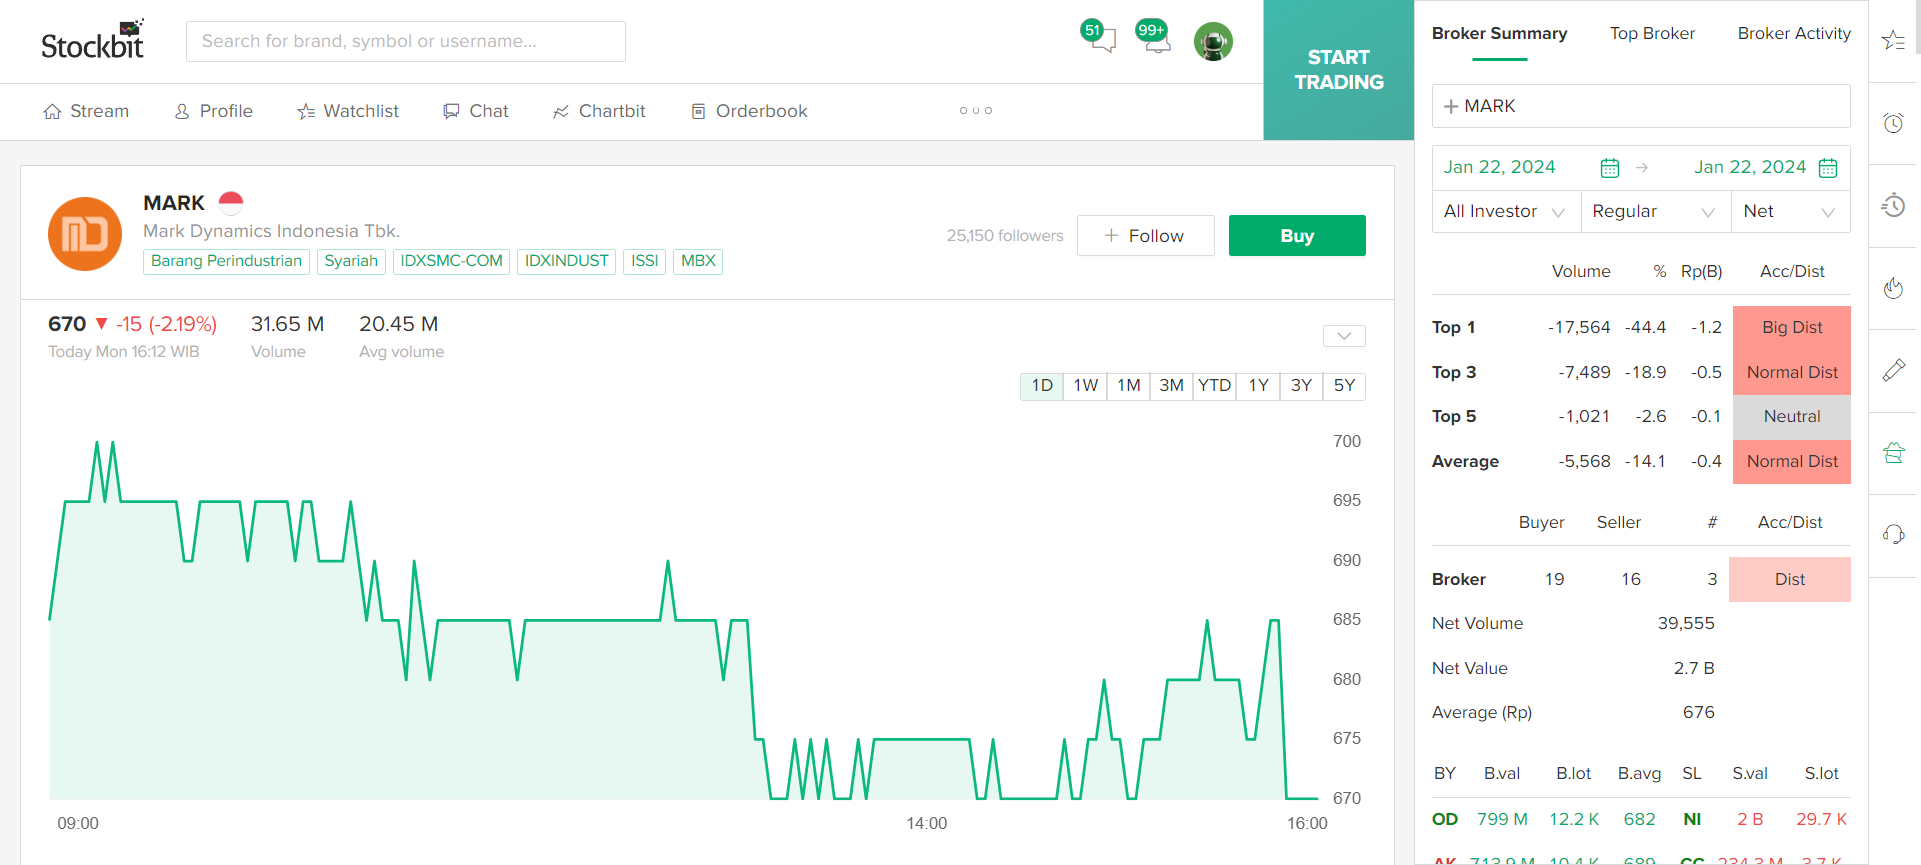 Stockbit
Search for brand, symbol or username...
51
99+
START
TRADING
Stream
Profile
Watchlist
Chat
Chartbit
Orderbook
MARK
Mark Dynamics Indonesia Tbk.
Barang Perindustrian
Syariah
IDXSMC-COM
IDXINDUST
ISSI
MBX
25,150 followers
+ Follow
Buy
670 ▼ -15 (-2.19%)
Today Mon 16:12 WIB
31.65 M
Volume
20.45 M
Avg volume
1D 1W 1M 3M YTD 1Y 3Y 5Y
700
695
690
685
680
675
670
09:00 14:00 16:00
Broker Summary Top Broker Broker Activity
+ MARK
Jan 22, 2024 → Jan 22, 2024
All Investor Regular Net
Volume % Rp(B) Acc/Dist
Top 1 -17,564 -44.4 -1.2 Big Dist
Top 3 -7,489 -18.9 -0.5 Normal Dist
Top 5 -1,021 -2.6 -0.1 Neutral
Average -5,568 -14.1 -0.4 Normal Dist
Buyer Seller # Acc/Dist
Broker 19 16 3 Dist
Net Volume 39,555
Net Value 2.7 B
Average (Rp) 676
BY B.val B.lot B.avg SL S.val S.lot
OD 799 M 12.2 K 682 NI 2 B 29.7 K